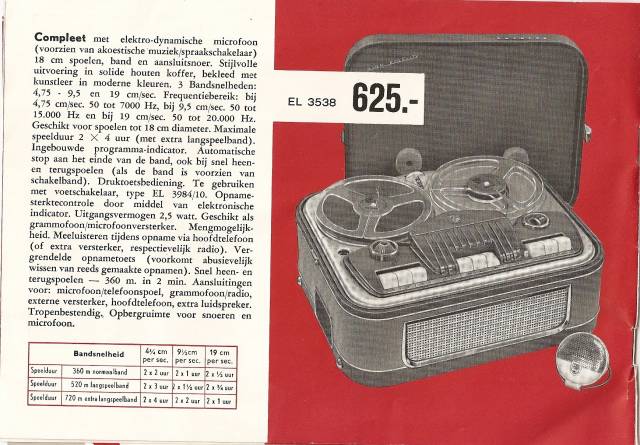 Compleet met elektro-dynamische microfoon
(voorzien van akoestische muziek/spraakschakelaar)
18 cm spoelen, band en aansluitsnoer. Stijlvolle
uitvoering in solide houten koffer, bekleed met
kunstleer in moderne kleuren. 3 Bandsnelheden:
4,75 - 9,5 en 19 cm/sec. Frequentiebereik: bij
4,75 cm/sec. 50 tot 7000 Hz, bij 9,5 cm/sec. 50 tot
15.000 Hz en bij 19 cm/sec. 50 tot 20.000 Hz.
Geschikt voor spoelen tot 18 cm diameter. Maximale
speelduur 2 × 4 uur (met extra langspeelband).
Ingebouwde programma-indicator. Automatische
stop aan het einde van de band, ook bij snel heen-
en terugspoelen (als de band is voorzien van
schakelband). Druktoetsbediening. Te gebruiken
met voetschakelaar, type EL 3984/10. Opname-
sterktecontrole door middel van elektronische
indicator. Uitgangsvermogen 2,5 watt. Geschikt als
grammofoon/microfoonversterker. Mengmogelijk-
heid. Meeluisteren tijdens opname via hoofdtelefoon
(of extra versterker, respectievelijk radio). Ver-
grendelde opnametoets (voorkomt abusievelijk
wissen van reeds gemaakte opnamen). Snel heen- en
terugspoelen — 360 m. in 2 min. Aansluitingen
voor: microfoon/telefoonspoel, grammofoon/radio,
externe versterker, hoofdtelefoon, extra luidspreker.
Tropenbestendig. Opbergruimte voor snoeren en
microfoon.
Bandsnelheid 4¾ cm per sec. 9½ cm per sec. 19 cm per sec.
Speelduur 360 m normaalband 2 x 2 uur 2 x 1 uur 2 x ½ uur
Speelduur 520 m langspeelband 2 x 3 uur 2 x 1½ uur 2 x ¾ uur
Speelduur 720 m extra langspeelband 2 x 4 uur 2 x 2 uur 2 x 1 uur
EL 3538 625.-